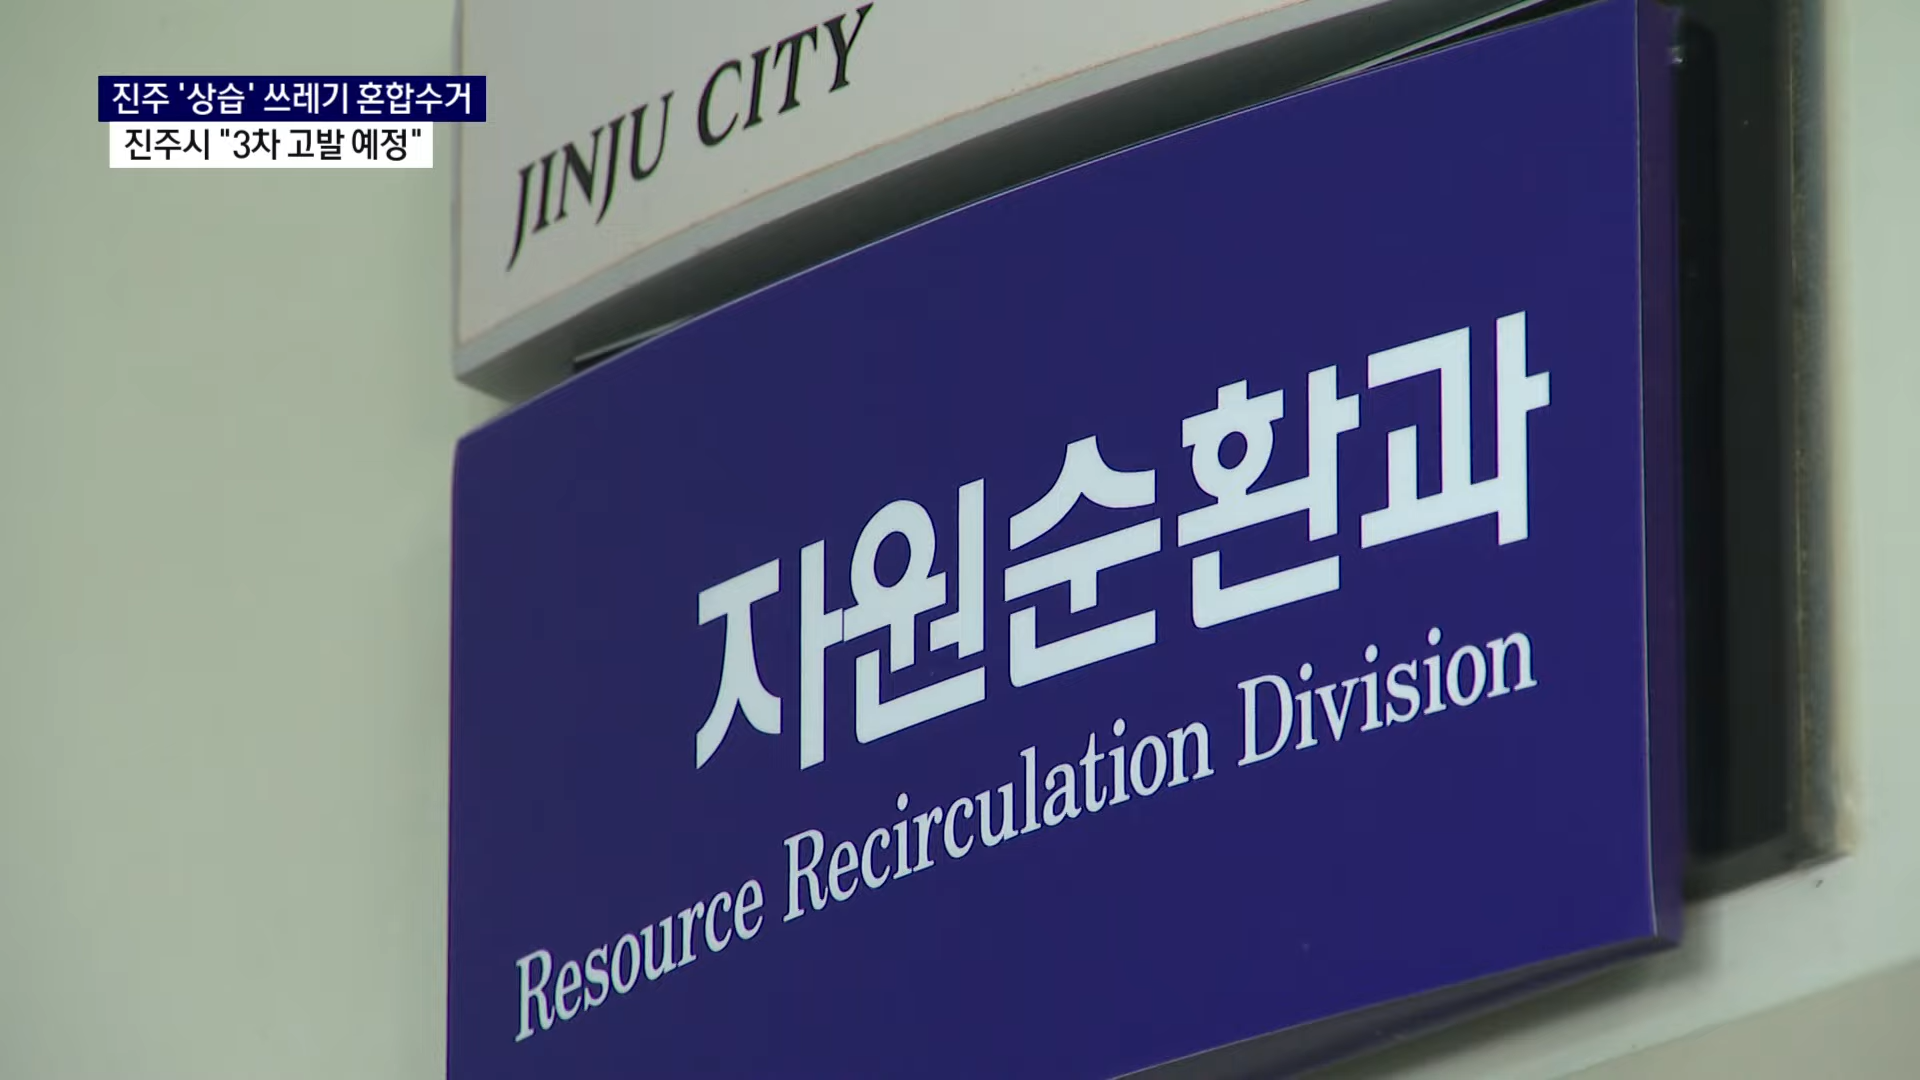 진주 '상습' 쓰레기 혼합수거
진주시 "3차 고발 예정"
JINJU CITY
자원순환과
Resource Recirculation Division